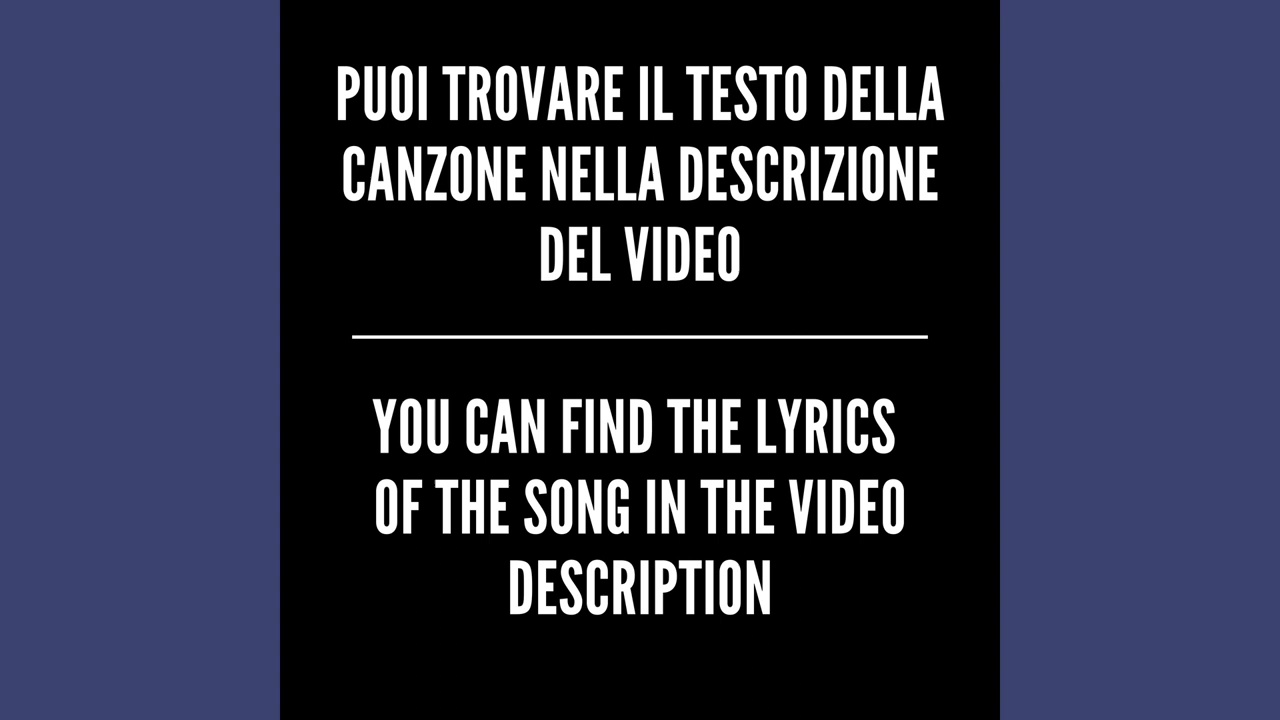 PUOI TROVARE IL TESTO DELLA
CANZONE NELLA DESCRIZIONE
DEL VIDEO
YOU CAN FIND THE LYRICS
OF THE SONG IN THE VIDEO
DESCRIPTION